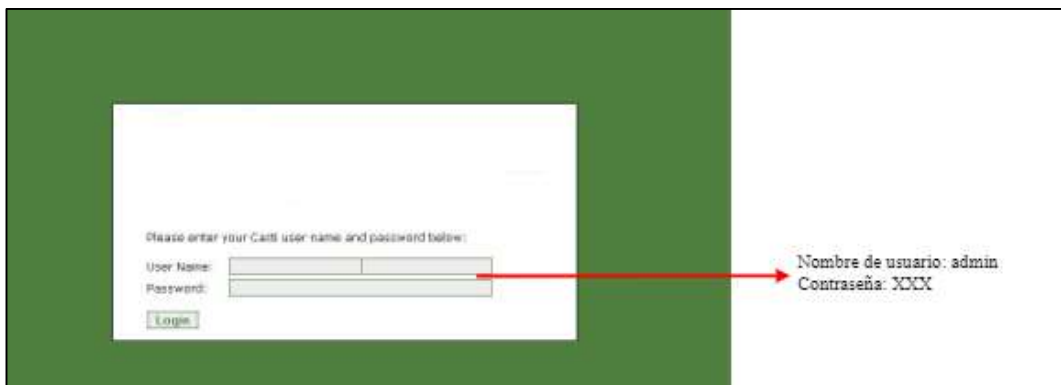 Please enter your Cacti user name and password below:
User Name:
Password:
Login
Nombre de usuario: admin
Contraseña: XXX